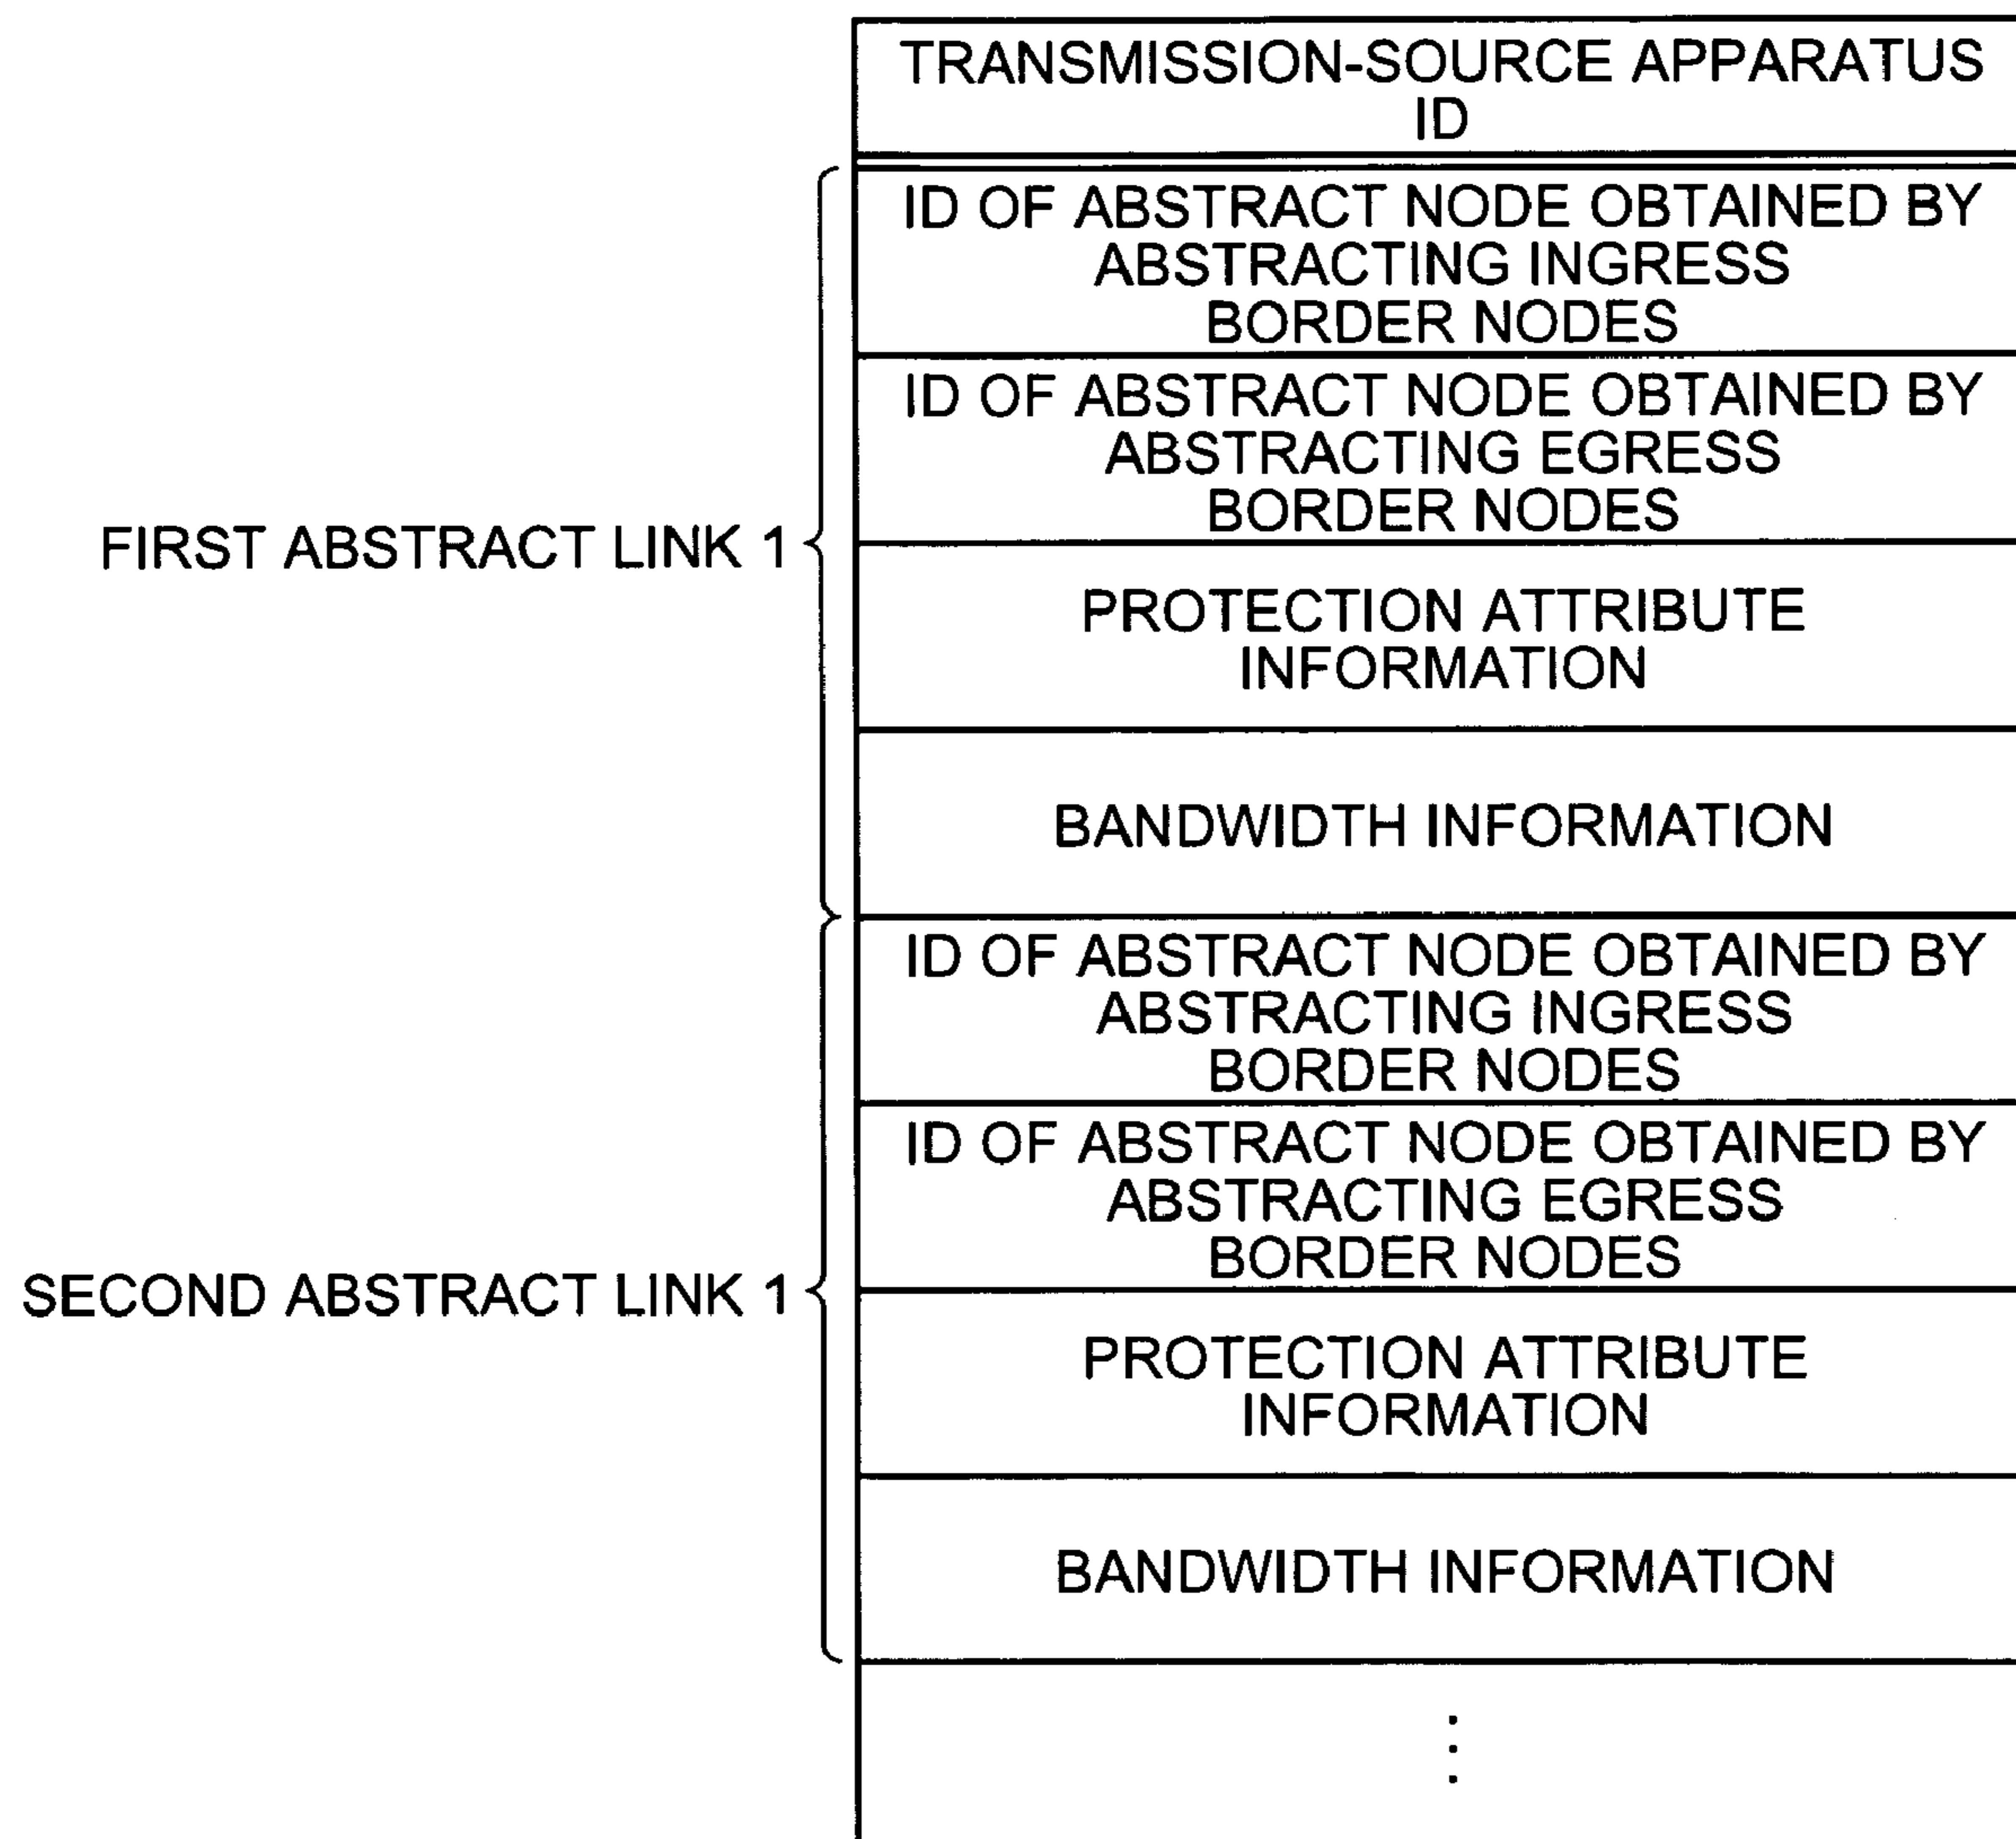 TRANSMISSION-SOURCE APPARATUS
ID
ID OF ABSTRACT NODE OBTAINED BY
ABSTRACTING INGRESS
BORDER NODES
ID OF ABSTRACT NODE OBTAINED BY
ABSTRACTING EGRESS
BORDER NODES
FIRST ABSTRACT LINK 1
PROTECTION ATTRIBUTE
INFORMATION
BANDWIDTH INFORMATION
ID OF ABSTRACT NODE OBTAINED BY
ABSTRACTING INGRESS
BORDER NODES
ID OF ABSTRACT NODE OBTAINED BY
ABSTRACTING EGRESS
BORDER NODES
SECOND ABSTRACT LINK 1
PROTECTION ATTRIBUTE
INFORMATION
BANDWIDTH INFORMATION